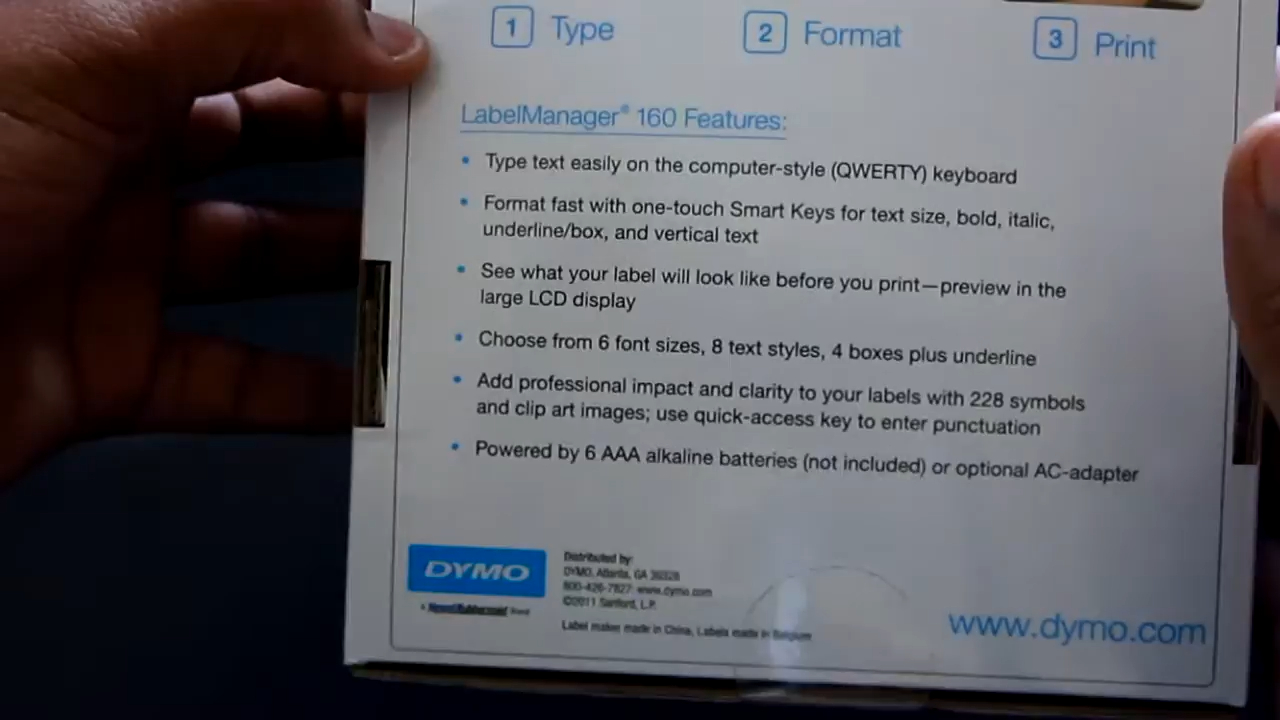 1 Type 2 Format 3 Print
LabelManager® 160 Features:
• Type text easily on the computer-style (QWERTY) keyboard
• Format fast with one-touch Smart Keys for text size, bold, italic,
underline/box, and vertical text
• See what your label will look like before you print—preview in the
large LCD display
• Choose from 6 font sizes, 8 text styles, 4 boxes plus underline
• Add professional impact and clarity to your labels with 228 symbols
and clip art images; use quick-access key to enter punctuation
• Powered by 6 AAA alkaline batteries (not included) or optional AC-adapter
DYMO
A Newell Rubbermaid Brand
Distributed by:
DYMO, Atlanta, GA
800-426-7827 www.dymo.com
©2011 Sanford, L.P.
Label maker made in China, Labels made in Belgium
www.dymo.com